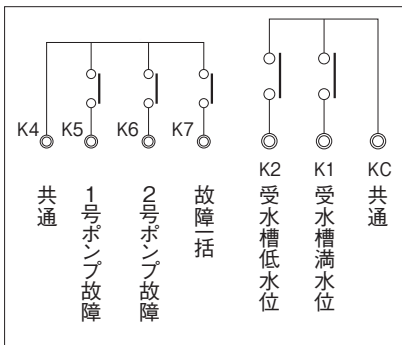 K4
K5
K6
K7
K2
K1
KC
共通
1号ポンプ故障
2号ポンプ故障
故障一括
受水槽低水位
受水槽満水位
共通